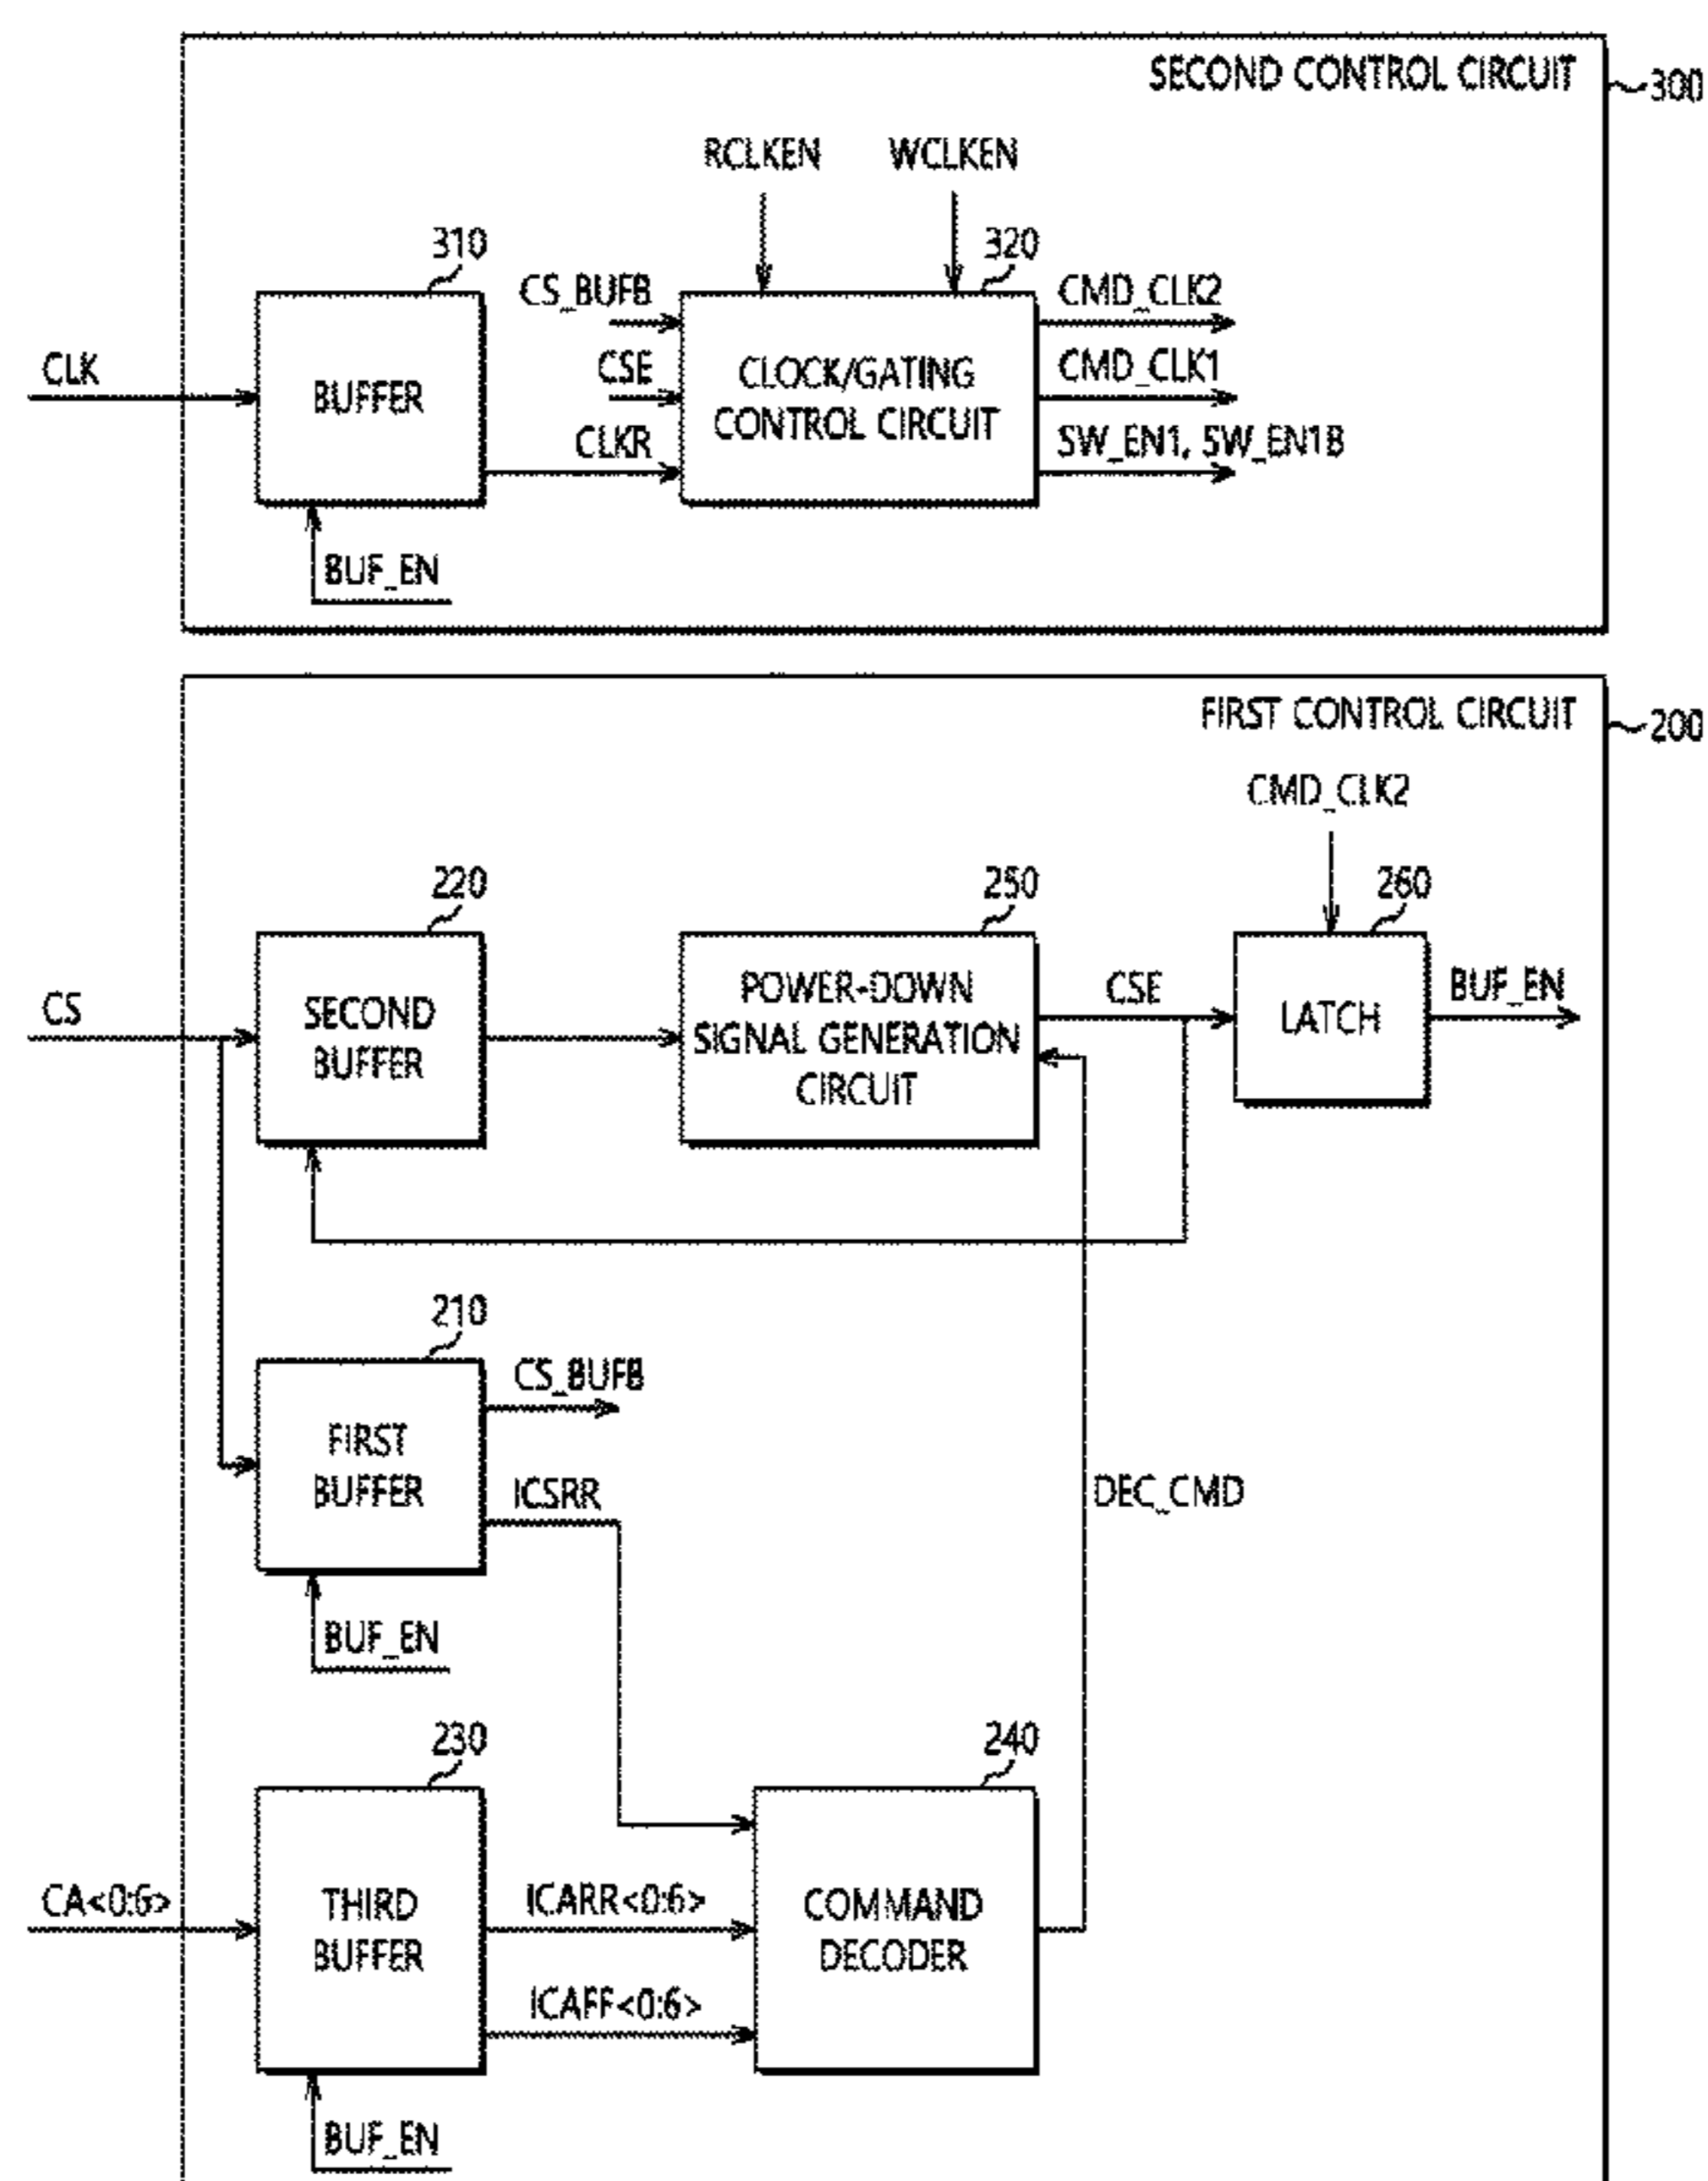 SECOND CONTROL CIRCUIT
300
RCLKEN WCLKEN
310
320
CS_BUFB
CMD_CLK2
CLK
BUFFER
CSE
CLOCK/GATING
CONTROL CIRCUIT
CMD_CLK1
CLKR
SW_EN1, SW_EN1B
BUF_EN
FIRST CONTROL CIRCUIT
200
CMD_CLK2
220
250
260
CS
SECOND
BUFFER
POWER-DOWN
SIGNAL GENERATION
CIRCUIT
CSE
LATCH
BUF_EN
210
CS_BUFB
FIRST
BUFFER
ICSRR
DEC_CMD
BUF_EN
230
240
CA<0:6>
THIRD
BUFFER
ICARR<0:6>
COMMAND
DECODER
ICAFF<0:6>
BUF_EN